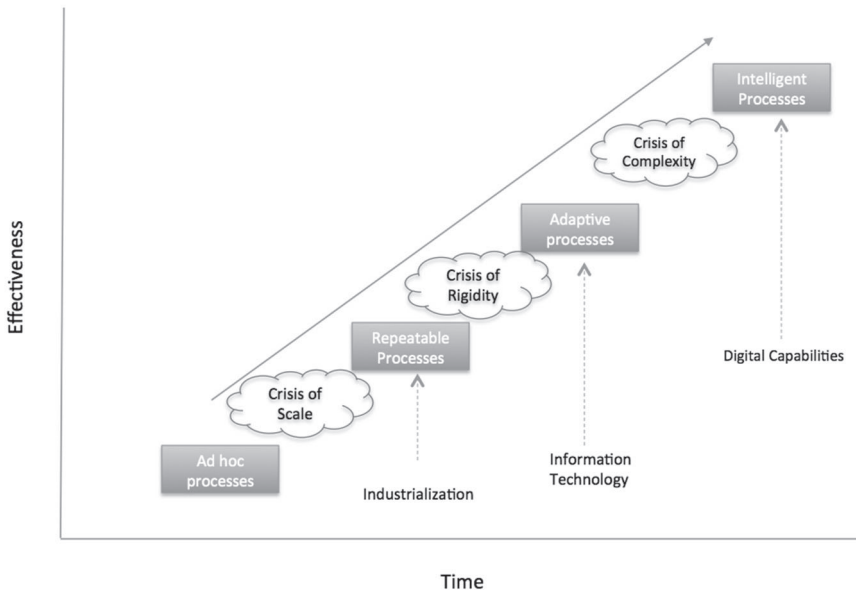 Intelligent
Processes
Crisis of
Complexity
Adaptive
processes
Crisis of
Rigidity
Effectiveness
Digital Capabilities
Repeatable
Processes
Crisis of
Scale
Ad hoc
processes
Information
Technology
Industrialization
Time